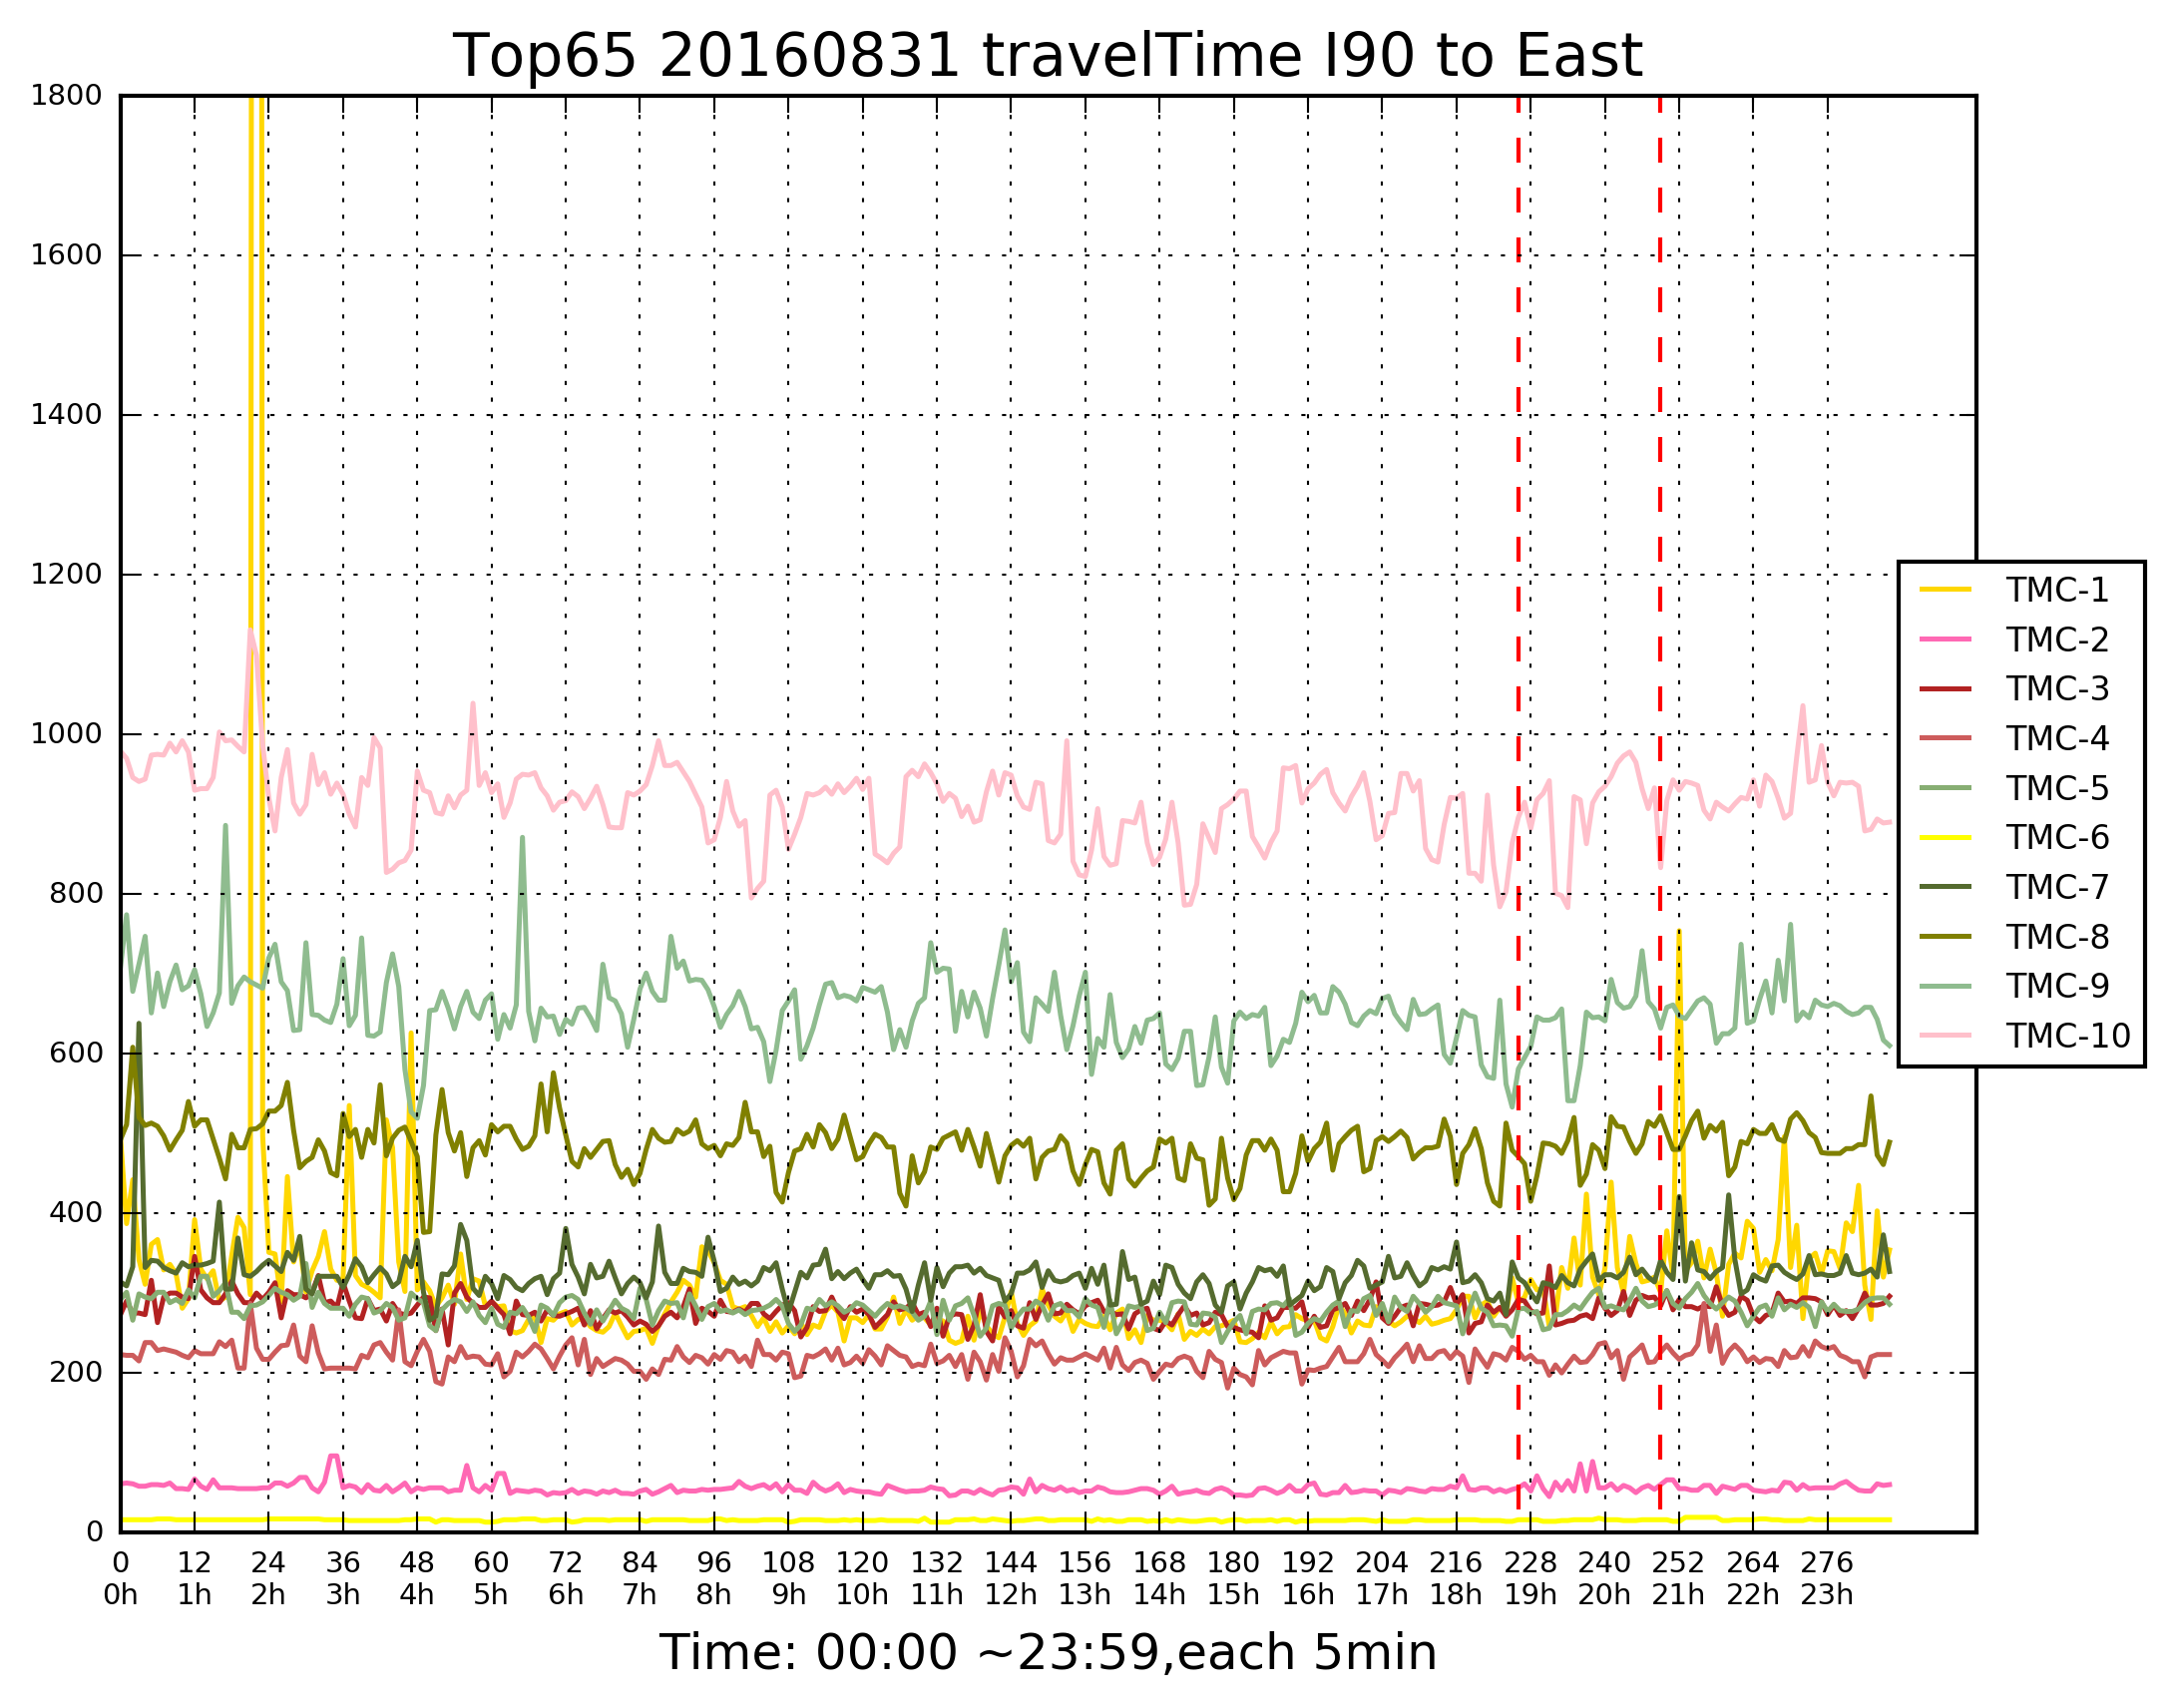 Top65 20160831 travelTime I90 to East
1800
1600
1400
1200
1000
800
600
400
200
0
TMC-1
TMC-2
TMC-3
TMC-4
TMC-5
TMC-6
TMC-7
TMC-8
TMC-9
TMC-10
0 12 24 36 48 60 72 84 96 108 120 132 144 156 168 180 192 204 216 228 240 252 264 276
0h 1h 2h 3h 4h 5h 6h 7h 8h 9h 10h 11h 12h 13h 14h 15h 16h 17h 18h 19h 20h 21h 22h 23h
Time: 00:00 ~23:59,each 5min